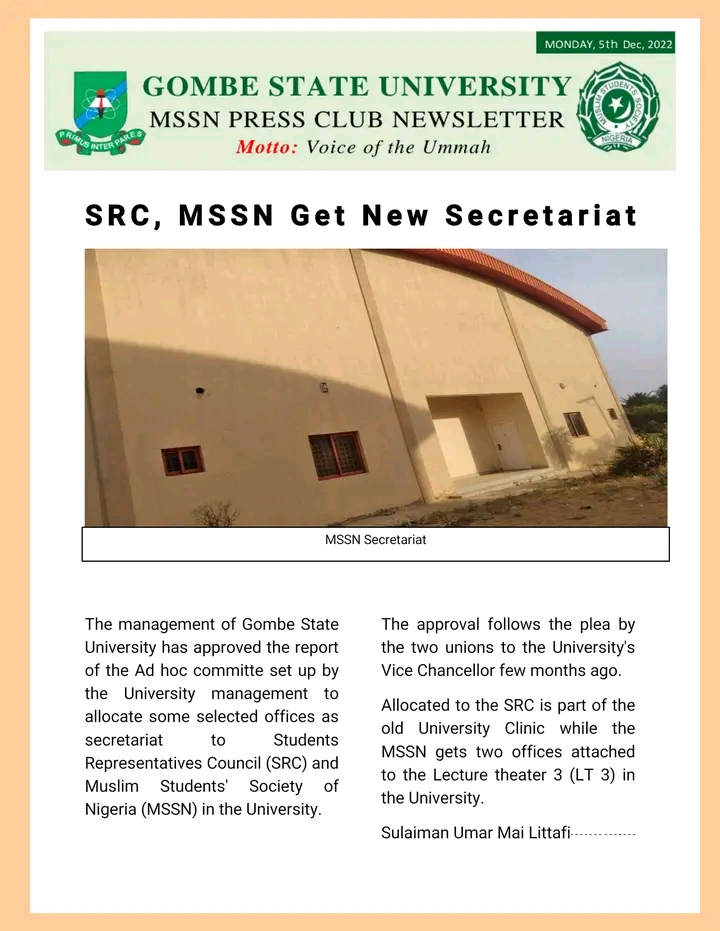 MONDAY, 5th Dec, 2022
GOMBE STATE UNIVERSITY
MSSN PRESS CLUB NEWSLETTER
Motto: Voice of the Ummah
PRIMUS INTER PARES
MUSLIM STUDENTS' SOCIETY
NIGERIA
SRC, MSSN Get New Secretariat
MSSN Secretariat
The management of Gombe State
University has approved the report
of the Ad hoc committe set up by
the University management to
allocate some selected offices as
secretariat to Students
Representatives Council (SRC) and
Muslim Students' Society of
Nigeria (MSSN) in the University.
The approval follows the plea by
the two unions to the University's
Vice Chancellor few months ago.
Allocated to the SRC is part of the
old University Clinic while the
MSSN gets two offices attached
to the Lecture theater 3 (LT 3) in
the University.
Sulaiman Umar Mai Littafi--------------